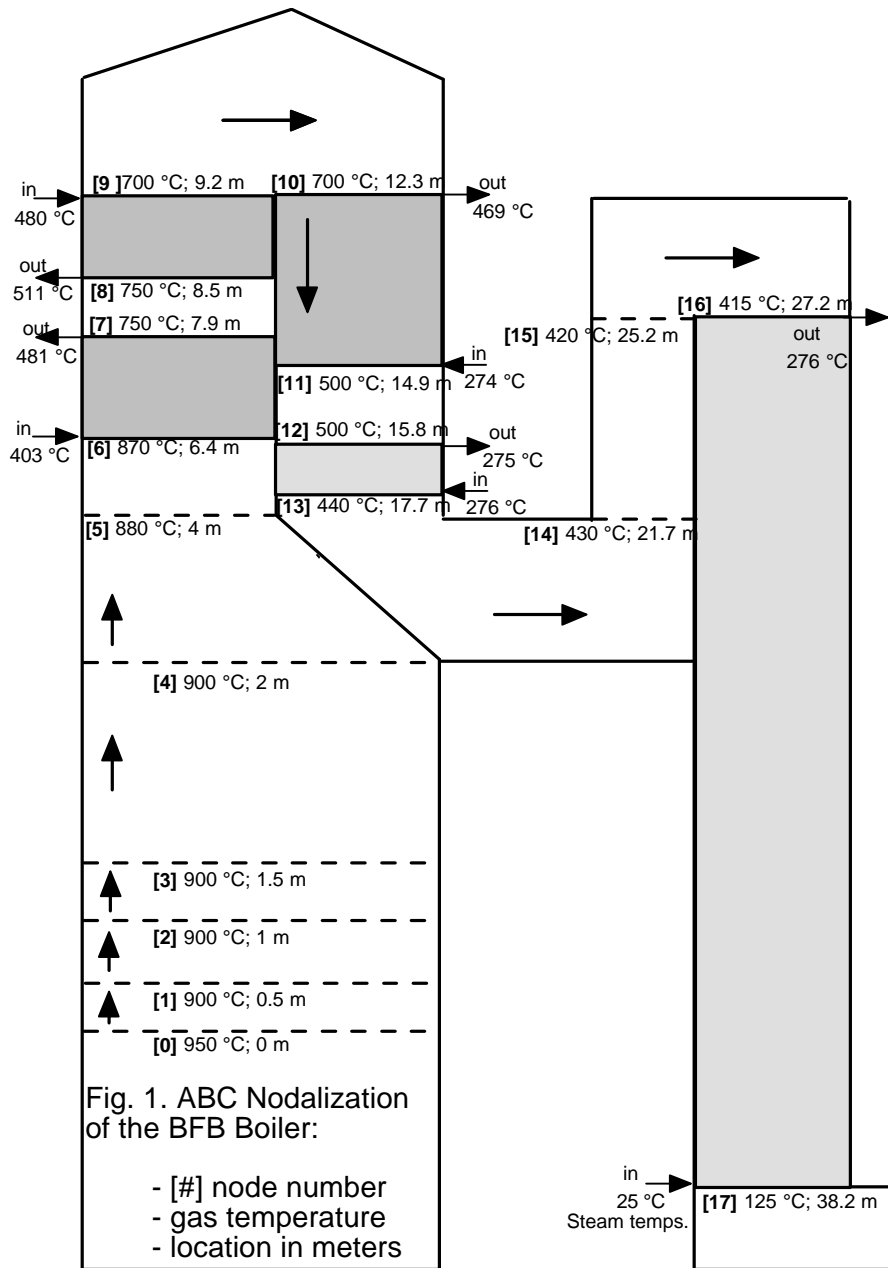 [9 ]700 °C; 9.2 m
[10] 700 °C; 12.3 m
in
480 °C
out
469 °C
out
511 °C
[8] 750 °C; 8.5 m
[7] 750 °C; 7.9 m
out
481 °C
in
403 °C
[6] 870 °C; 6.4 m
[11] 500 °C; 14.9 m
in
274 °C
[12] 500 °C; 15.8 m
out
275 °C
in
276 °C
[13] 440 °C; 17.7 m
[5] 880 °C; 4 m
[14] 430 °C; 21.7 m
[15] 420 °C; 25.2 m
[16] 415 °C; 27.2 m
out
276 °C
[4] 900 °C; 2 m
[3] 900 °C; 1.5 m
[2] 900 °C; 1 m
[1] 900 °C; 0.5 m
[0] 950 °C; 0 m
Fig. 1. ABC Nodalization
of the BFB Boiler:
- [#] node number
- gas temperature
- location in meters
in
25 °C
Steam temps.
[17] 125 °C; 38.2 m